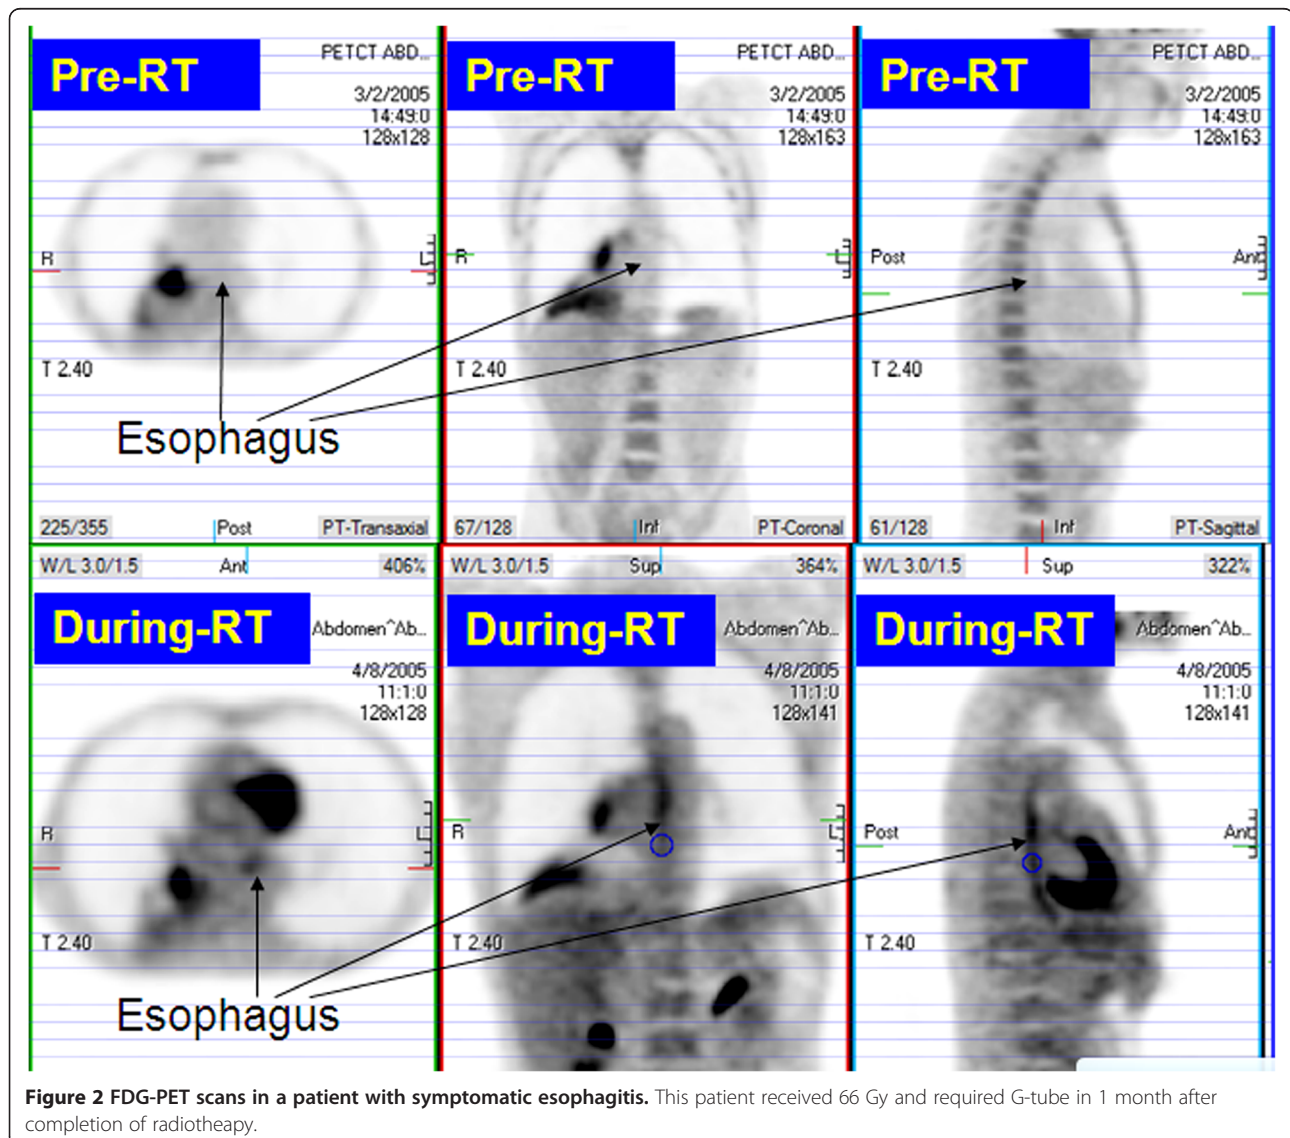 Pre-RT
PETCT ABD...
3/2/2005
14:49:0
128x128
R
L
T 2.40
225/355
Post
PT-Transaxial
Pre-RT
PETCT ABD...
3/2/2005
14:49:0
128x163
R
L
T 2.40
67/128
Inf
PT-Coronal
Pre-RT
PETCT ABD...
3/2/2005
14:49:0
128x163
Post
Ant
T 2.40
61/128
Inf
PT-Sagittal
Esophagus
W/L 3.0/1.5
Ant
406%
During-RT
Abdomen^Ab...
4/8/2005
11:1:0
128x128
R
L
T 2.40
W/L 3.0/1.5
Sup
364%
During-RT
Abdomen^Ab...
4/8/2005
11:1:0
128x141
R
L
T 2.40
W/L 3.0/1.5
Sup
322%
During-RT
Abdomen^Ab...
4/8/2005
11:1:0
128x141
Post
Ant
T 2.40
Esophagus
Figure 2 FDG-PET scans in a patient with symptomatic esophagitis. This patient received 66 Gy and required G-tube in 1 month after
completion of radiotheapy.